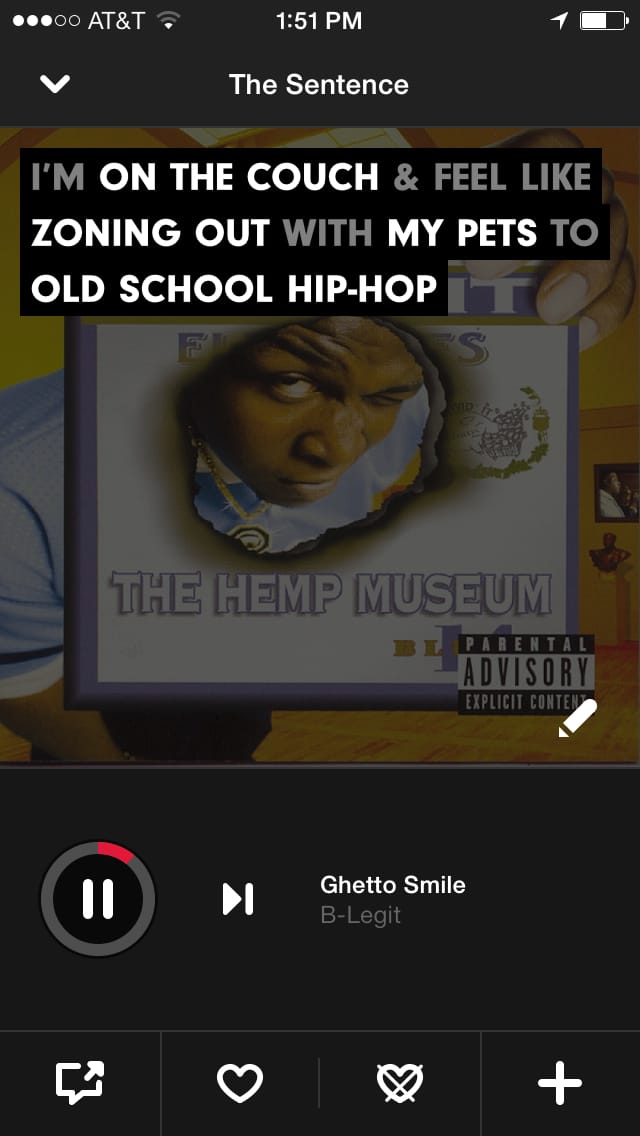 AT&T 1:51 PM
The Sentence
I'M ON THE COUCH & FEEL LIKE
ZONING OUT WITH MY PETS TO
OLD SCHOOL HIP-HOP
THE HEMP MUSEUM
PARENTAL
ADVISORY
EXPLICIT CONTENT
Ghetto Smile
B-Legit